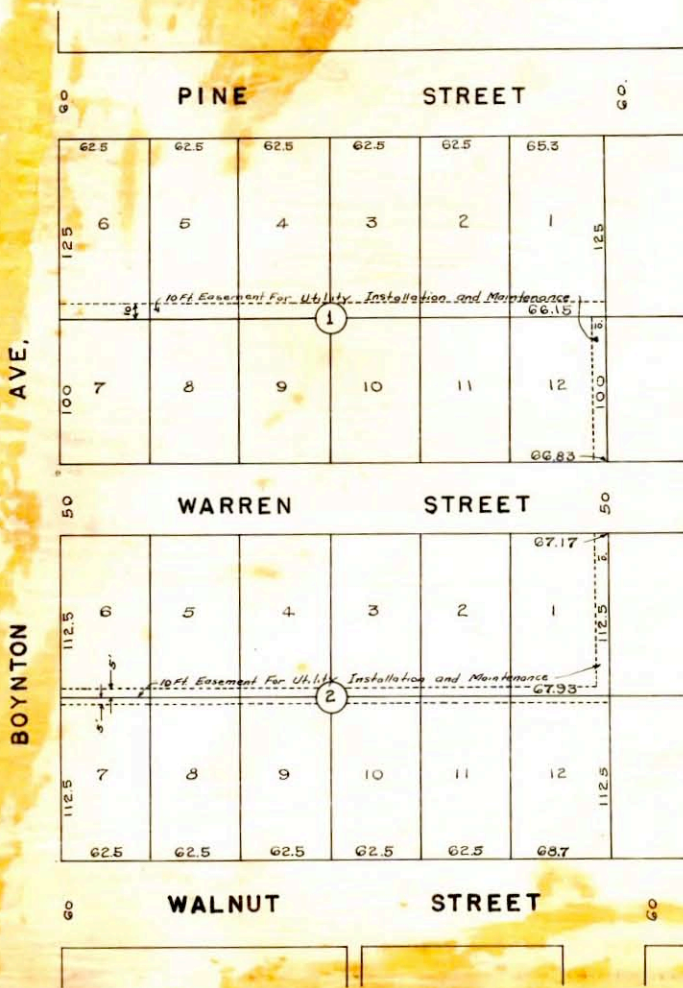 60 PINE STREET 60.
62.5 62.5 62.5 62.5 62.5 65.3
6 5 4 3 2 1
125 125
10 Ft Easement For Utility Installation and Maintenance
10 66.15
1
10.
7 8 9 10 11 12
100 100
66.83
AVE,
50 WARREN STREET 50
67.17
6 5 4 3 2 1
112.5 112.5
5'
10 Ft. Easement For Utility Installation and Maintenance
67.93
2
5'
BOYNTON
7 8 9 10 11 12
112.5 112.5
62.5 62.5 62.5 62.5 62.5 68.7
60 WALNUT STREET 60